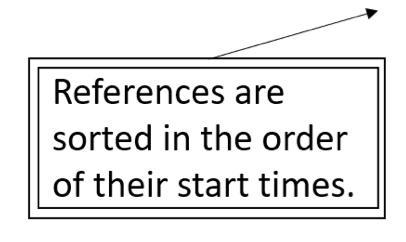 References are
sorted in the order
of their start times.